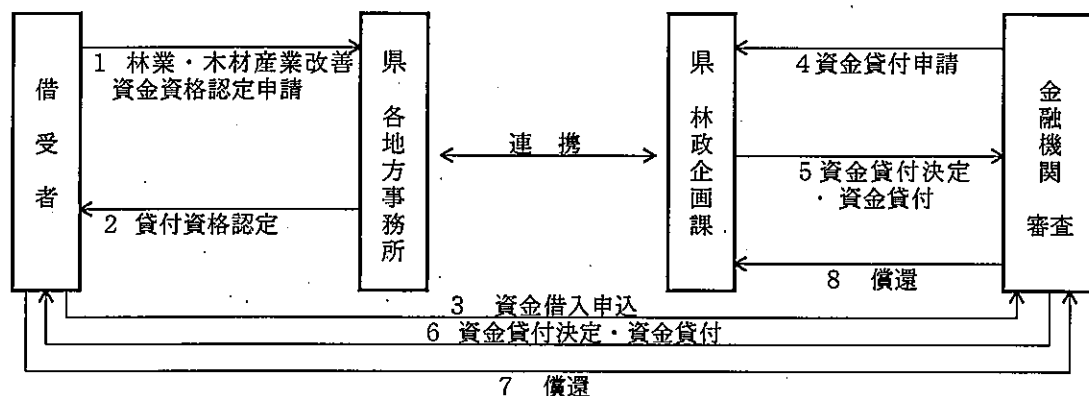 借受者
1 林業・木材産業改善
資金資格認定申請
2 貸付資格認定
県 各地方事務所
連 携
県 林政企画課
4資金貸付申請
5資金貸付決定
・資金貸付
8 償還
金融機関 審査
3 資金借入申込
6 資金貸付決定・資金貸付
7 償還